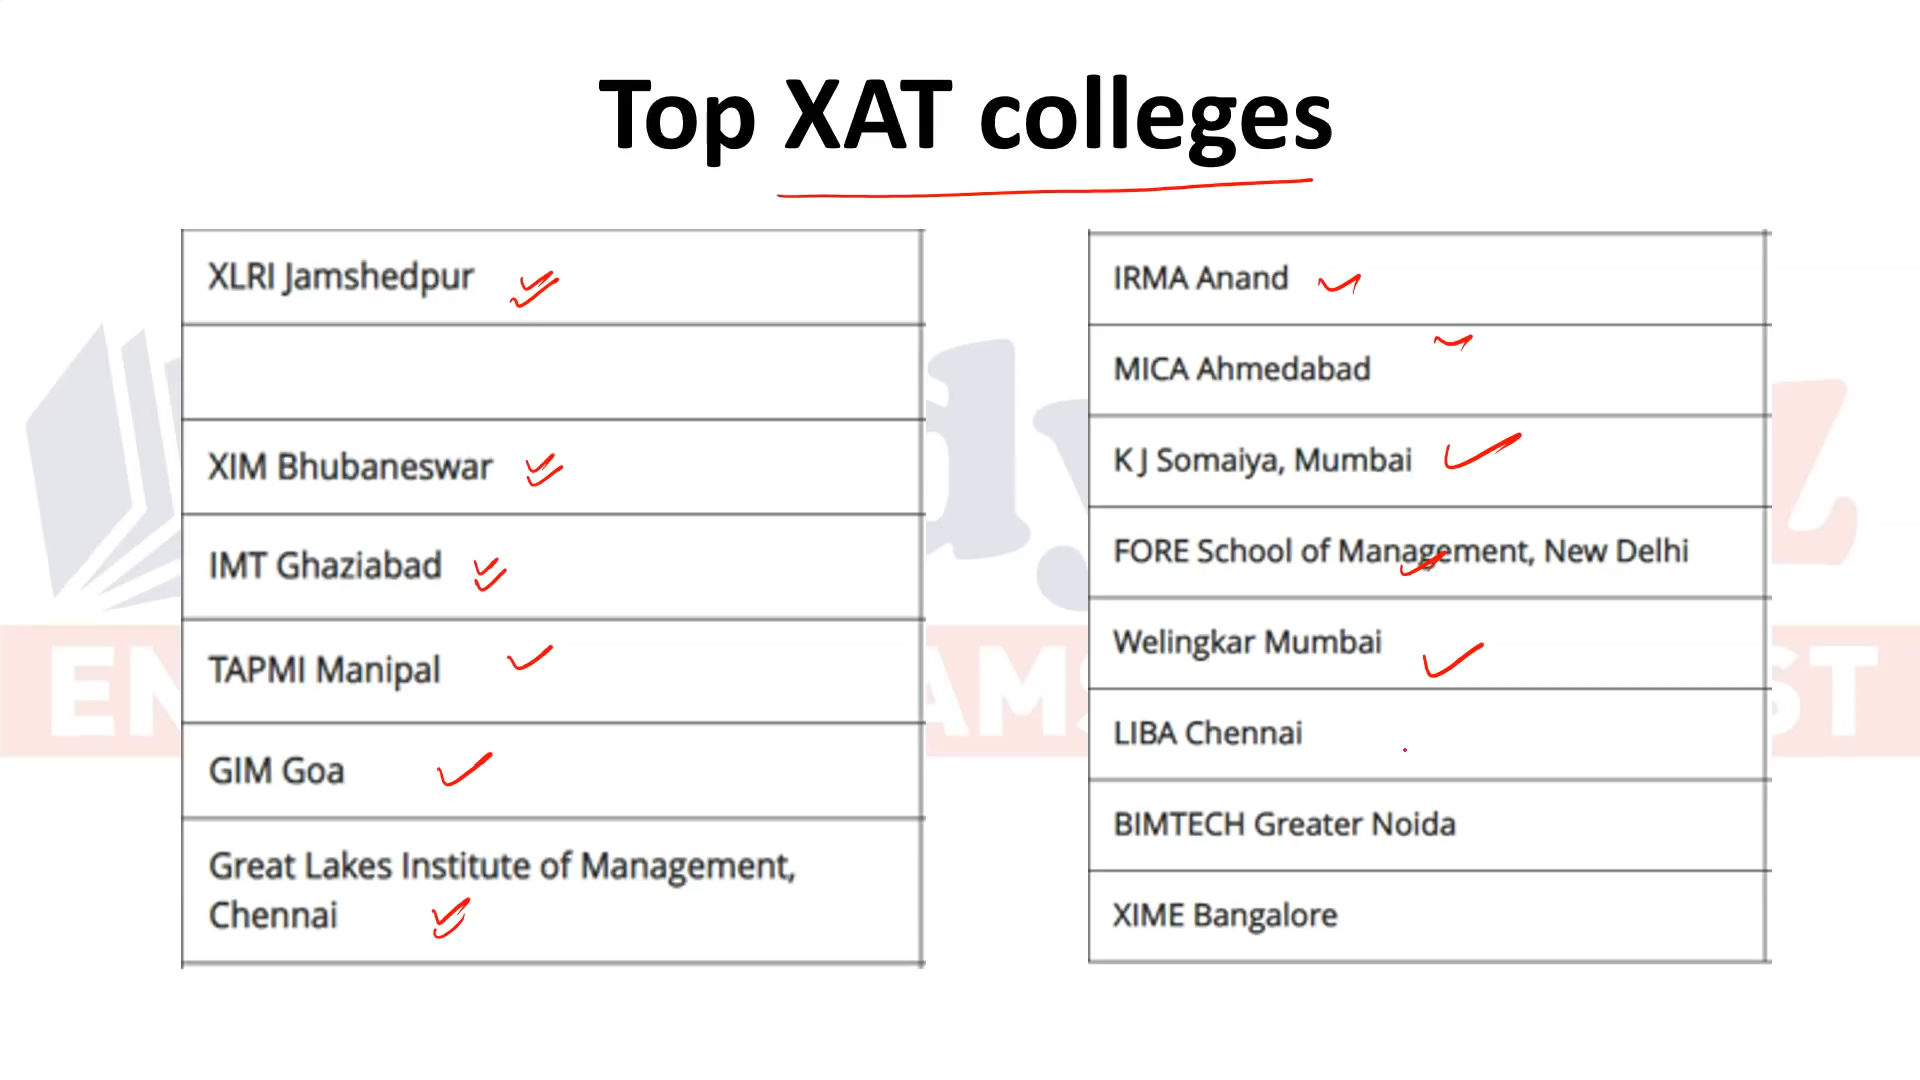 Top XAT colleges
XLRI Jamshedpur
XIM Bhubaneswar
IMT Ghaziabad
TAPMI Manipal
GIM Goa
Great Lakes Institute of Management,
Chennai
IRMA Anand
MICA Ahmedabad
K J Somaiya, Mumbai
FORE School of Management, New Delhi
Welingkar Mumbai
LIBA Chennai
BIMTECH Greater Noida
XIME Bangalore